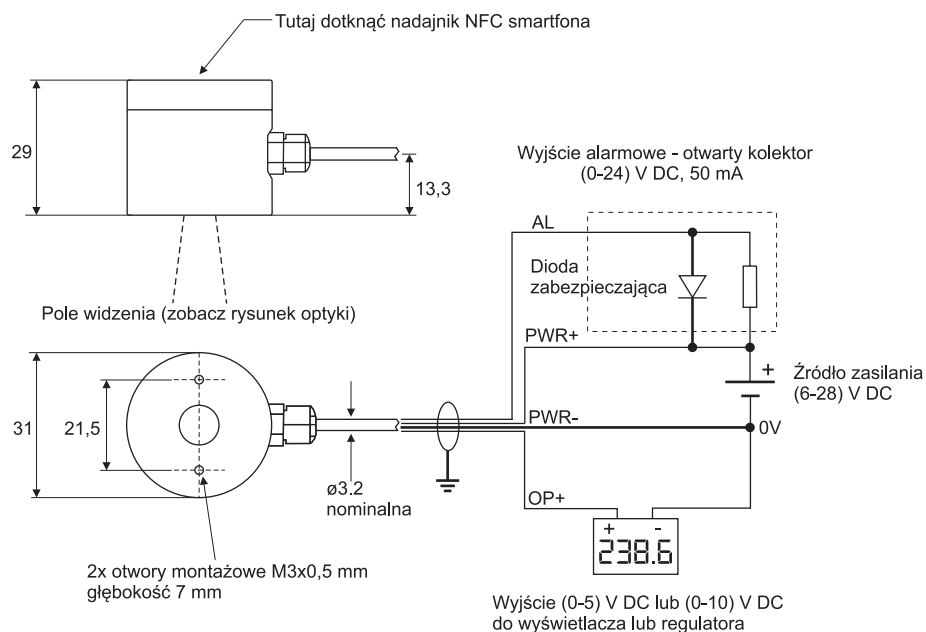 Tutaj dotknąć nadajnik NFC smartfona
29
13,3
Pole widzenia (zobacz rysunek optyki)
31
21,5
ø3.2
nominalna
2x otwory montażowe M3x0,5 mm
głębokość 7 mm
Wyjście alarmowe - otwarty kolektor
(0-24) V DC, 50 mA
AL
Dioda
zabezpieczająca
PWR+
+
Źródło zasilania
(6-28) V DC
PWR-
0V
OP+
+ -
238.6
Wyjście (0-5) V DC lub (0-10) V DC
do wyświetlacza lub regulatora